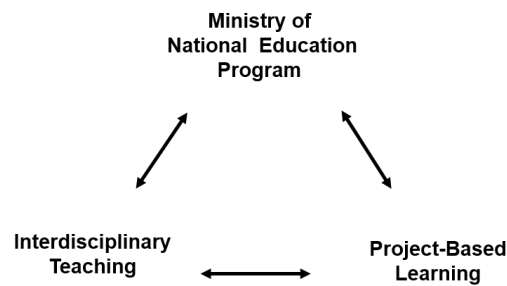 Ministry of
National Education
Program
Interdisciplinary
Teaching
Project-Based
Learning